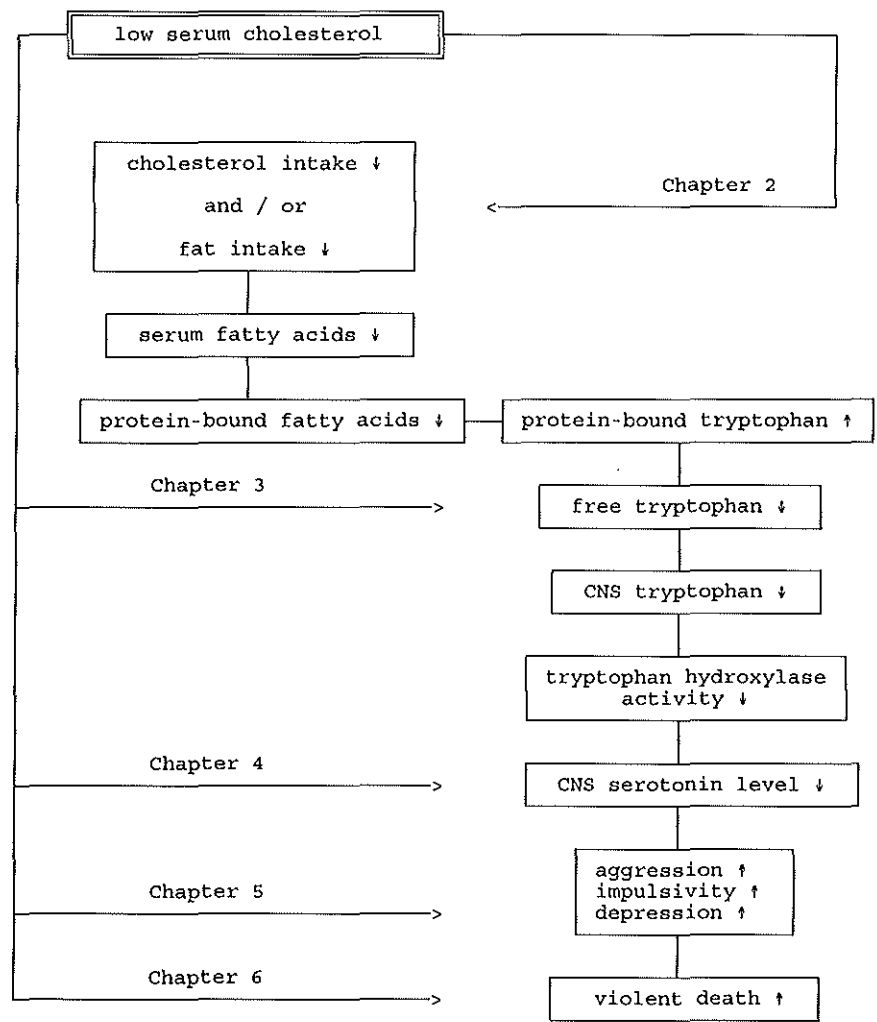 low serum cholesterol
cholesterol intake ↓
and / or
fat intake ↓
Chapter 2
<
serum fatty acids ↓
protein-bound fatty acids ↓
protein-bound tryptophan ↑
Chapter 3
>
free tryptophan ↓
CNS tryptophan ↓
tryptophan hydroxylase
activity ↓
Chapter 4
>
CNS serotonin level ↓
aggression ↑
impulsivity ↑
depression ↑
Chapter 5
>
Chapter 6
>
violent death ↑